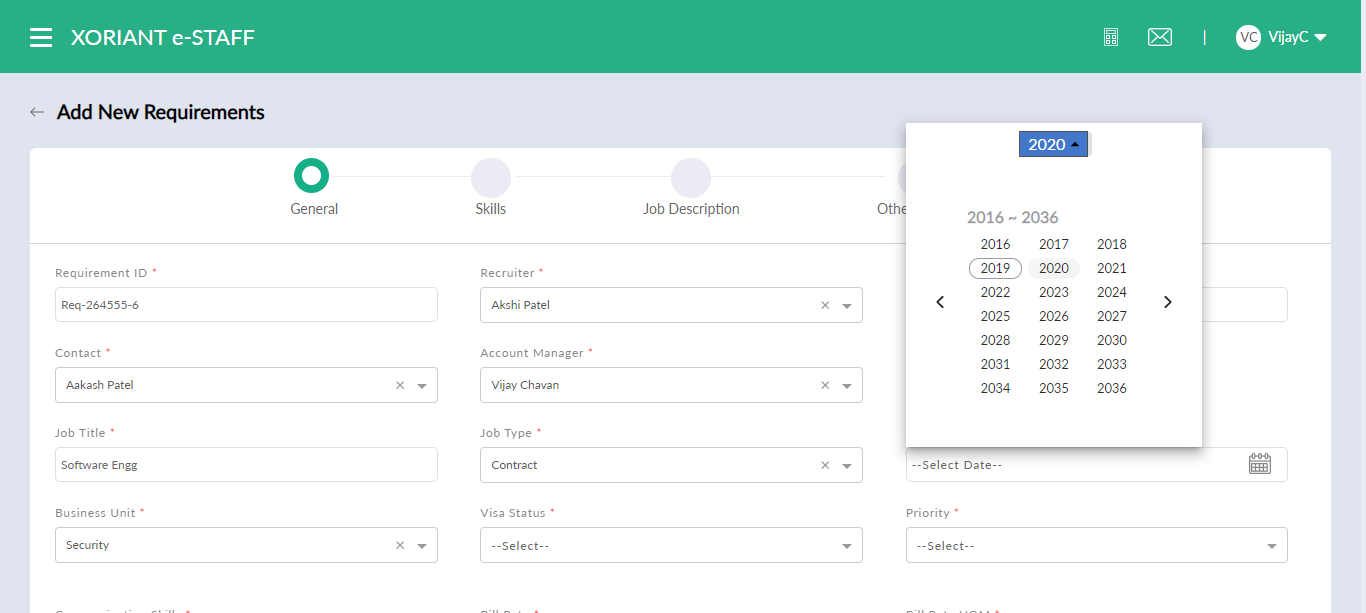 XORIANT e-STAFF
VC VijayC
Add New Requirements
General
Skills
Job Description
2020
2016 ~ 2036
2016 2017 2018
2019 2020 2021
2022 2023 2024
2025 2026 2027
2028 2029 2030
2031 2032 2033
2034 2035 2036
Requirement ID *
Req-264555-6
Recruiter *
Akshi Patel
Contact *
Aakash Patel
Account Manager *
Vijay Chavan
Job Title *
Software Engg
Job Type *
Contract
--Select Date--
Business Unit *
Security
Visa Status *
--Select--
Priority *
--Select--